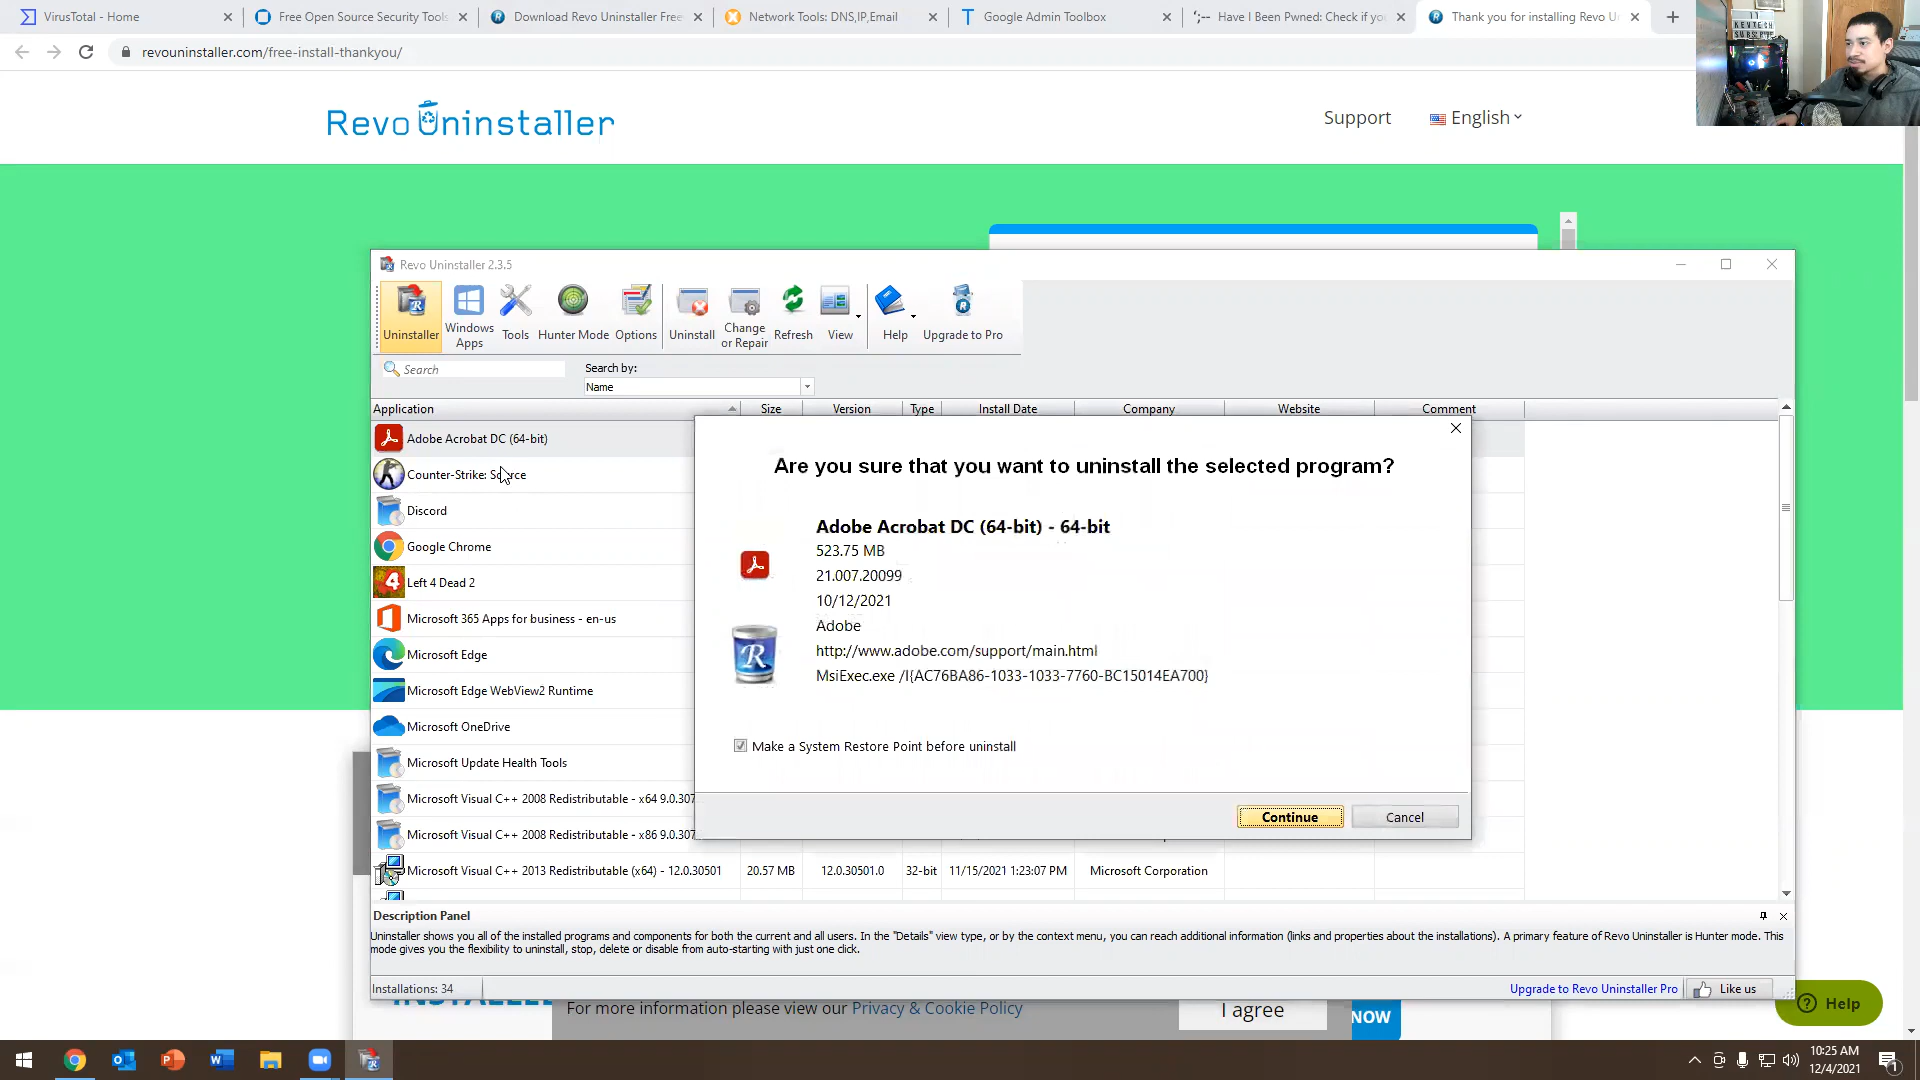 VirusTotal - Home
Free Open Source Security Tools
Download Revo Uninstaller Free
Network Tools: DNS,IP,Email
Google Admin Toolbox
Have I Been Pwned: Check if yo
Thank you for installing Revo U
revouninstaller.com/free-install-thankyou/
KEVTECH
Revo Uninstaller
Support
English
Revo Uninstaller 2.3.5
Uninstaller
Windows Apps
Tools
Hunter Mode
Options
Uninstall
Change or Repair
Refresh
View
Help
Upgrade to Pro
Search
Search by:
Name
Application Size Version Type Install Date Company Website Comment
Adobe Acrobat DC (64-bit)
Counter-Strike: Source
Discord
Google Chrome
Left 4 Dead 2
Microsoft 365 Apps for business - en-us
Microsoft Edge
Microsoft Edge WebView2 Runtime
Microsoft OneDrive
Microsoft Update Health Tools
Microsoft Visual C++ 2008 Redistributable - x64 9.0.307
Microsoft Visual C++ 2008 Redistributable - x86 9.0.307
Microsoft Visual C++ 2013 Redistributable (x64) - 12.0.30501 20.57 MB 12.0.30501.0 32-bit 11/15/2021 1:23:07 PM Microsoft Corporation
Are you sure that you want to uninstall the selected program?
Adobe Acrobat DC (64-bit) - 64-bit
523.75 MB
21.007.20099
10/12/2021
Adobe
http://www.adobe.com/support/main.html
MsiExec.exe /I{AC76BA86-1033-1033-7760-BC15014EA700}
Make a System Restore Point before uninstall
Continue
Cancel
Description Panel
Uninstaller shows you all of the installed programs and components for both the current and all users. In the "Details" view type, or by the context menu, you can reach additional information (links and properties about the installations). A primary feature of Revo Uninstaller is Hunter mode. This
mode gives you the flexibility to uninstall, stop, delete or disable from auto-starting with just one click.
Installations: 34
Upgrade to Revo Uninstaller Pro
Like us
For more information please view our Privacy & Cookie Policy
I agree
NOW
Help
10:25 AM
12/4/2021
1